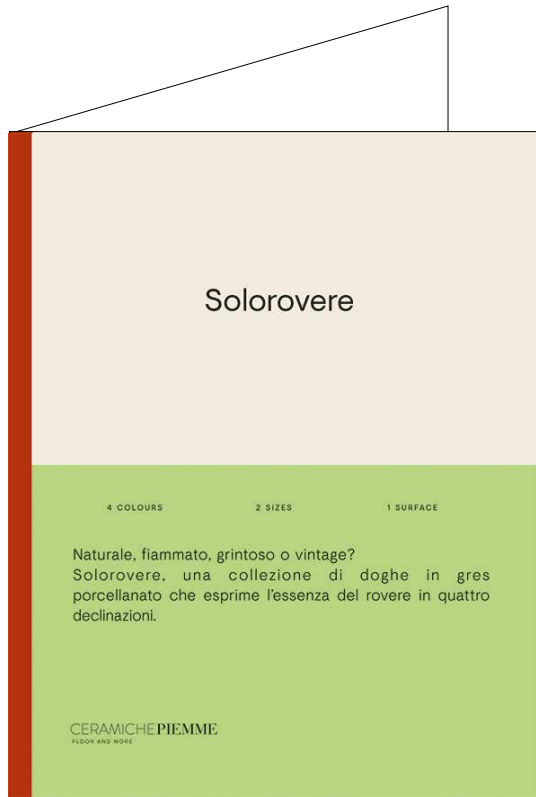 Solorovere
4 COLOURS 2 SIZES 1 SURFACE
Naturale, fiammato, grintoso o vintage?
Solorovere, una collezione di doghe in gres
porcellanato che esprime l’essenza del rovere in quattro
declinazioni.
CERAMICHEPIEMME
FLOOR AND MORE